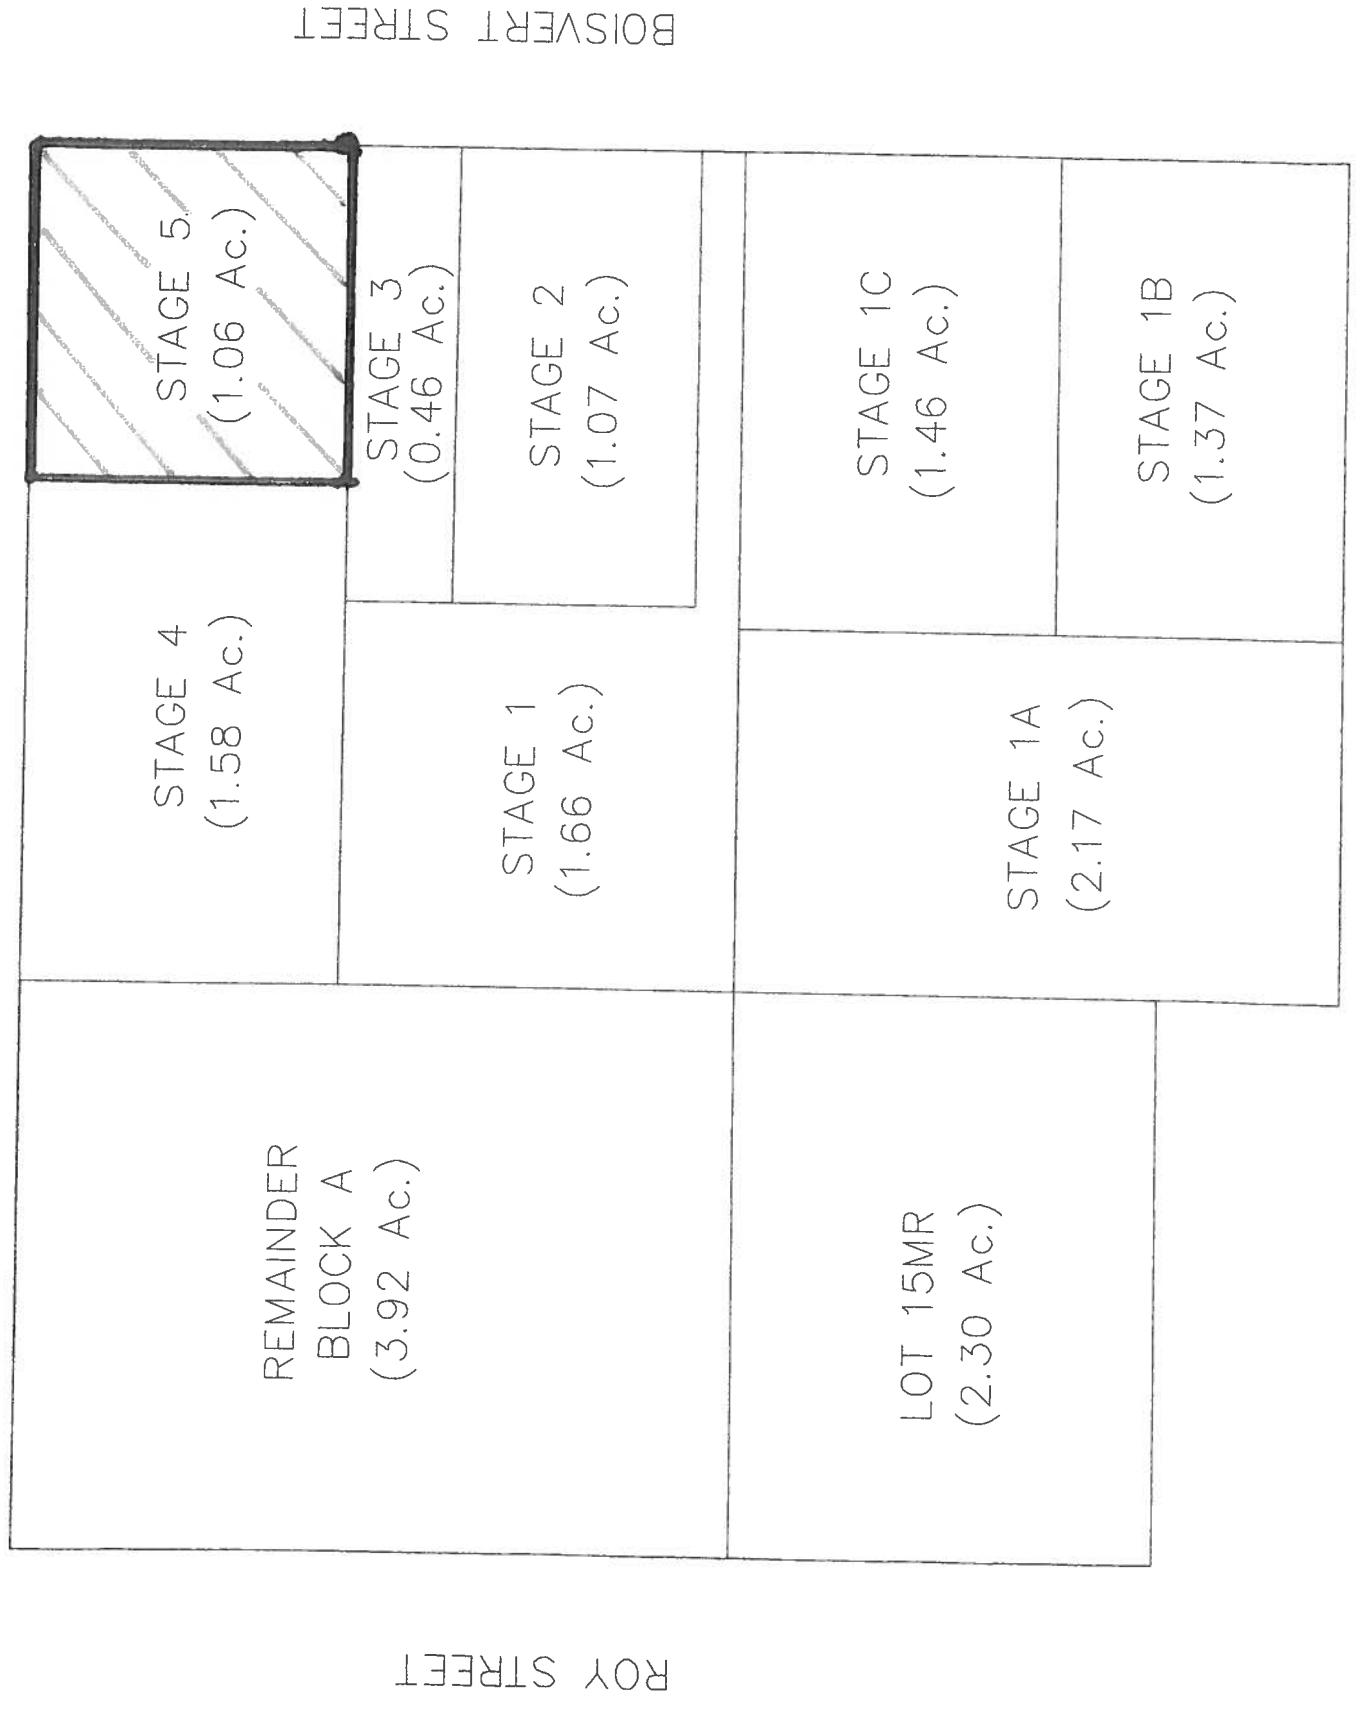 BOISVERT STREET
STAGE 5
(1.06 Ac.)
STAGE 3
(0.46 Ac.)
STAGE 2
(1.07 Ac.)
STAGE 1C
(1.46 Ac.)
STAGE 1B
(1.37 Ac.)
STAGE 4
(1.58 Ac.)
STAGE 1
(1.66 Ac.)
STAGE 1A
(2.17 Ac.)
REMAINDER
BLOCK A
(3.92 Ac.)
LOT 15MR
(2.30 Ac.)
ROY STREET